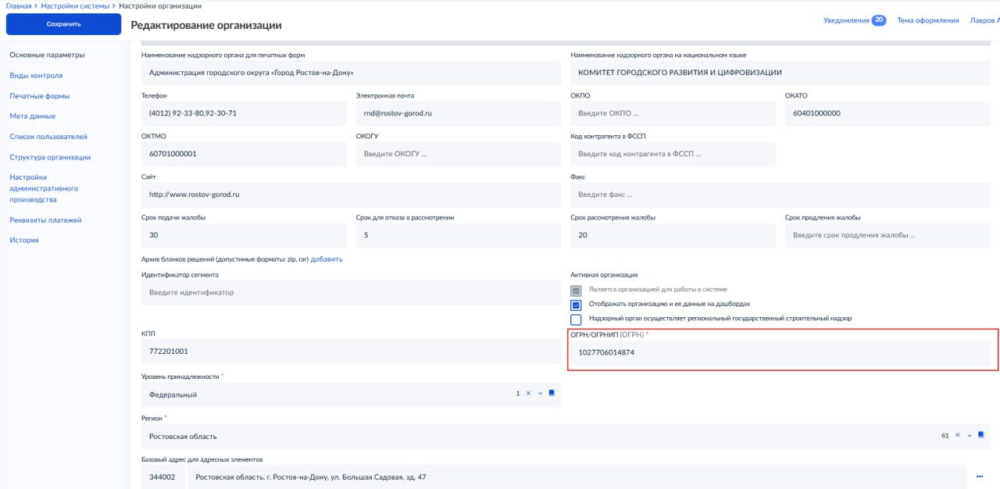 Главная > Настройки системы > Настройки организации
Сохранить
Редактирование организации
Уведомления 20 Тема оформления Лавров А
Основные параметры
Виды контроля
Печатные формы
Мета данные
Список пользователей
Структура организации
Настройки
административного
производства
Реквизиты платежей
История
Наименование надзорного органа для печатных форм
Администрация городского округа «Город Ростов-на-Дону»
Наименование надзорного органа на национальном языке
КОМИТЕТ ГОРОДСКОГО РАЗВИТИЯ И ЦИФРОВИЗАЦИИ
Телефон
(4012) 92-33-80,92-30-71
Электронная почта
rnd@rostov-gorod.ru
ОКПО
Введите ОКПО ...
ОКАТО
60401000000
ОКТМО
60701000001
ОКОГУ
Введите ОКОГУ ...
Код контрагента в ФССП
Введите код контрагента в ФССП ...
Сайт
http://www.rostov-gorod.ru
Факс
Введите факс ...
Срок подачи жалобы
30
Срок для отказа в рассмотрении
5
Срок рассмотрения жалобы
20
Срок продления жалобы
Введите срок продления жалобы ...
Архив бланков решений (допустимые форматы: zip, rar) добавить
Идентификатор сегмента
Введите идентификатор
Активная организация
Является организацией для работы в системе
Отображать организацию и ее данные на дашбордах
Надзорный орган осуществляет региональный государственный строительный надзор
КПП
772201001
ОГРН/ОГРНИП (ОГРН) *
1027706014874
Уровень принадлежности *
Федеральный 1
Регион *
Ростовская область 61
Базовый адрес для адресных элементов
344002 Ростовская область, г. Ростов-на-Дону, ул. Большая Садовая, зд. 47